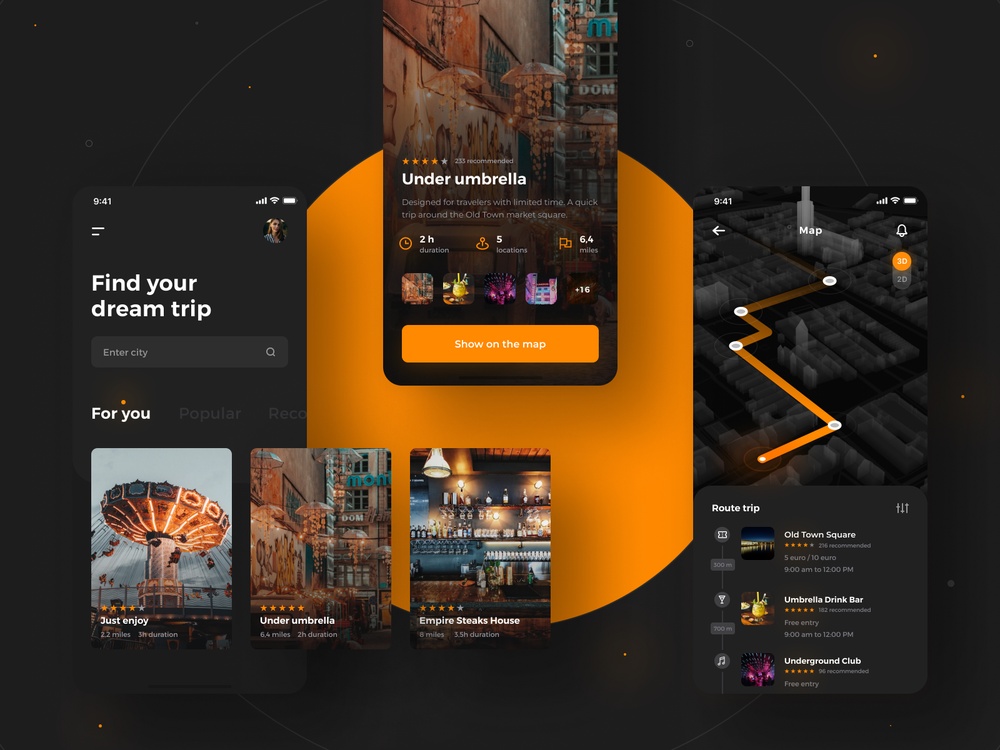 9:41
Find your
dream trip
Enter city
For you Popular Reco
Just enjoy
2.2 miles 3h duration
Under umbrella
6,4 miles 2h duration
Empire Steaks House
8 miles 3,5h duration
DOM
233 recommended
Under umbrella
Designed for travelers with limited time. A quick
trip around the Old Town market square.
2 h
duration
5
locations
6,4
miles
+16
Show on the map
9:41
Map
3D
2D
Route trip
Old Town Square
216 recommended
5 euro / 10 euro
9:00 am to 12:00 PM
300 m
Umbrella Drink Bar
182 recommended
Free entry
9:00 am to 12:00 PM
700 m
Underground Club
96 recommended
Free entry